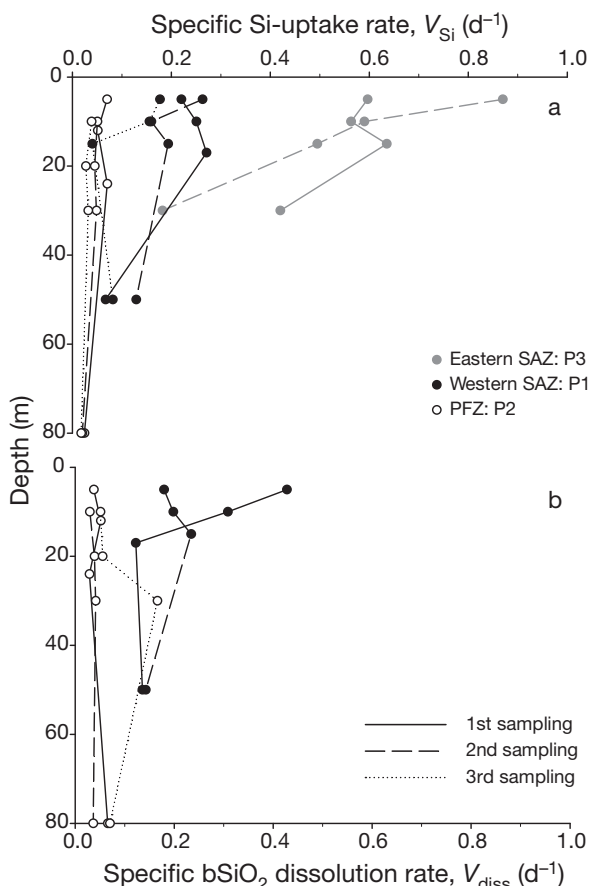 Specific Si-uptake rate, V_Si (d–1)
0 0.2 0.4 0.6 0.8 1.0
0
a
20
40
60
80
Eastern SAZ: P3
Western SAZ: P1
PFZ: P2
Depth (m)
0
b
20
40
60
80
1st sampling
2nd sampling
3rd sampling
0.0 0.2 0.4 0.6 0.8 1.0
Specific bSiO2 dissolution rate, V_diss (d–1)